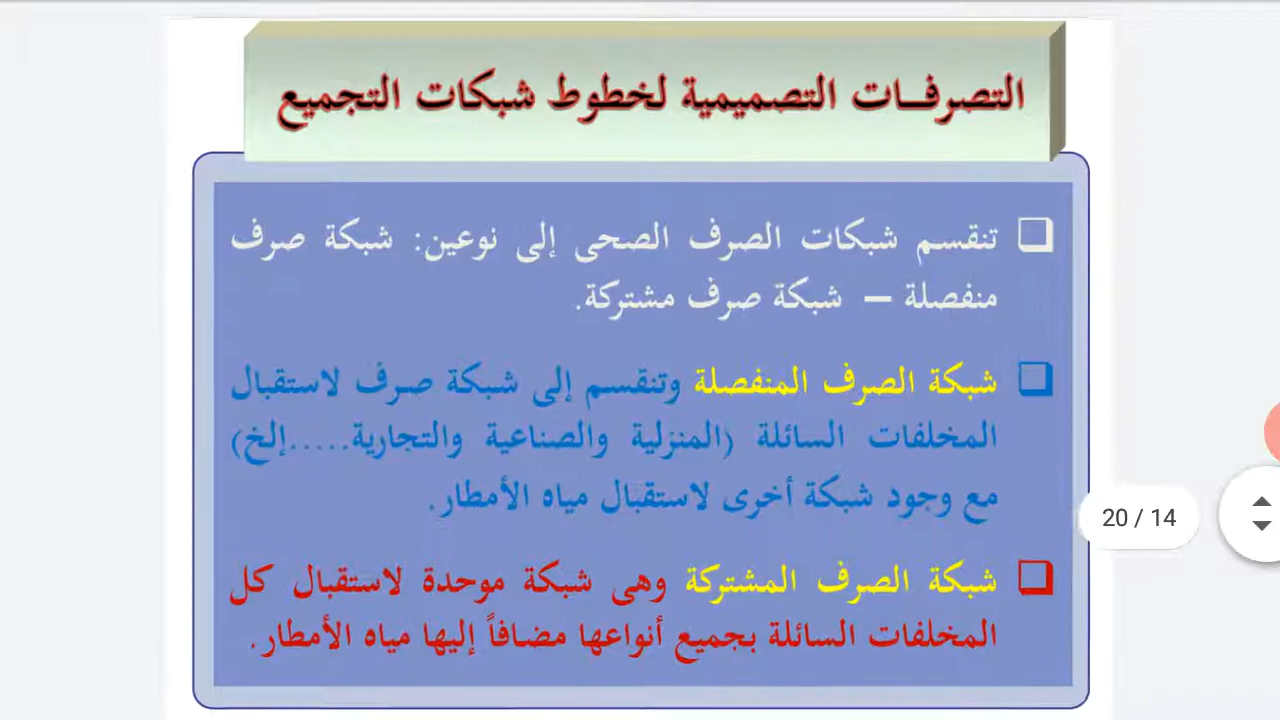 التصرفات التصميمية لخطوط شبكات التجميع
تنقسم شبكات الصرف الصحى إلى نوعين: شبكة صرف
منفصلة – شبكة صرف مشتركة.
شبكة الصرف المنفصلة وتنقسم إلى شبكة صرف لاستقبال
المخلفات السائلة (المنزلية والصناعية والتجارية.....إلخ)
مع وجود شبكة أخرى لاستقبال مياه الأمطار.
20 / 14
شبكة الصرف المشتركة وهى شبكة موحدة لاستقبال كل
المخلفات السائلة بجميع أنواعها مضافاً إليها مياه الأمطار.